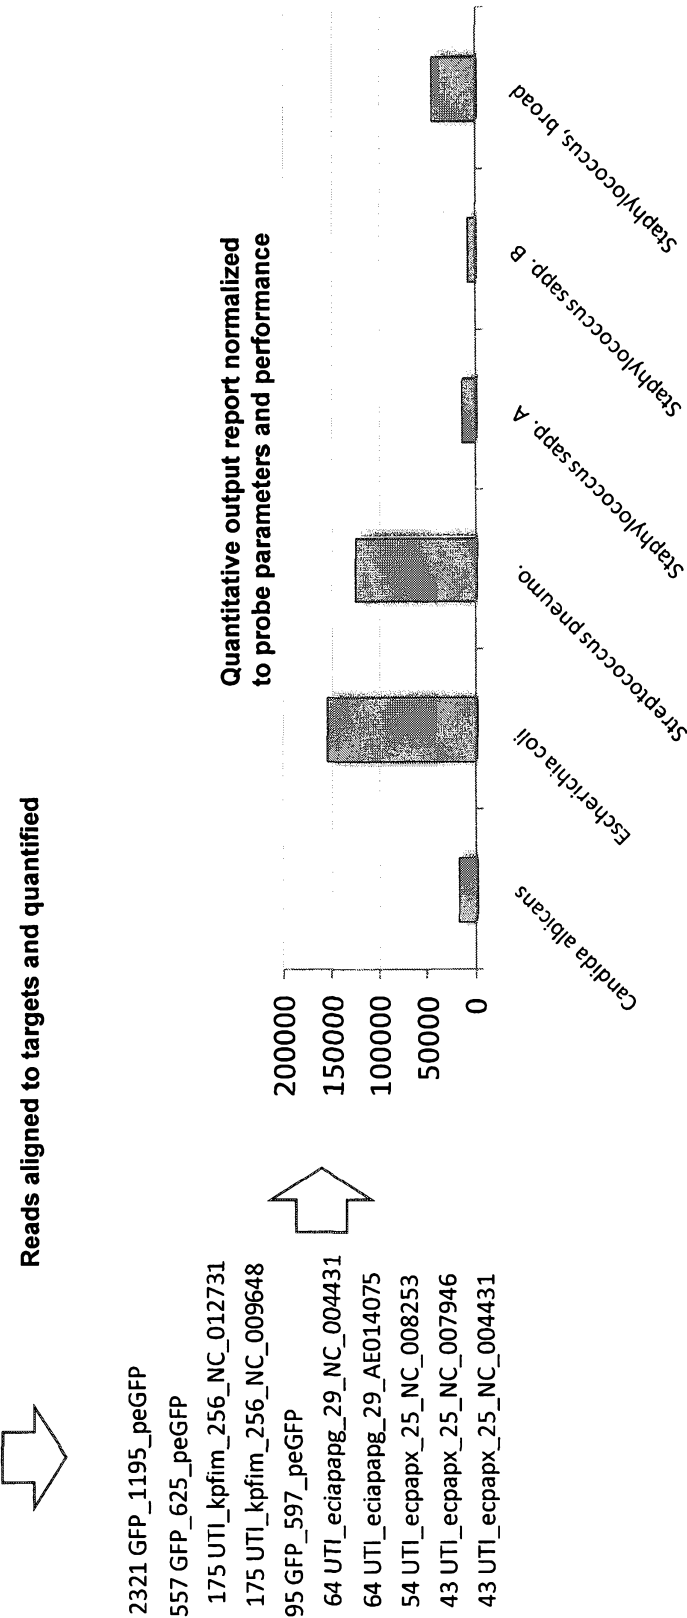 Reads aligned to targets and quantified
2321 GFP_1195_peGFP
557 GFP_625_peGFP
175 UTI_kpfim_256_NC_012731
175 UTI_kpfim_256_NC_009648
95 GFP_597_peGFP
64 UTI_eciapapg_29_NC_004431
64 UTI_eciapapg_29_AE014075
54 UTI_ecpapx_25_NC_008253
43 UTI_ecpapx_25_NC_007946
43 UTI_ecpapx_25_NC_004431
Quantitative output report normalized
to probe parameters and performance
200000
150000
100000
50000
0
Candida albicans
Escherichia coli
Streptococcus pneumo.
Staphylococcus sapp. A
Staphylococcus sapp. B
Staphylococcus, broad